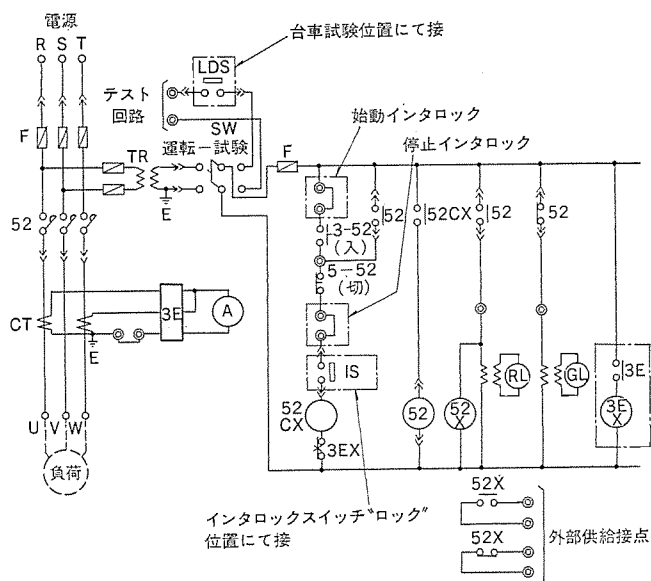 電源
R S T
台車試験位置にて接
LDS
テスト
回路
SW
運転−試験
始動インタロック
停止インタロック
F
F
TR
E
52
3-52
(入)
52
52CX
52
52
5-52
(切)
CT
3E
A
E
IS
RL
GL
3E
52
CX
52
52
X
3E
X
3EX
U V W
負荷
インタロックスイッチ"ロック"
位置にて接
52X
52X
外部供給接点